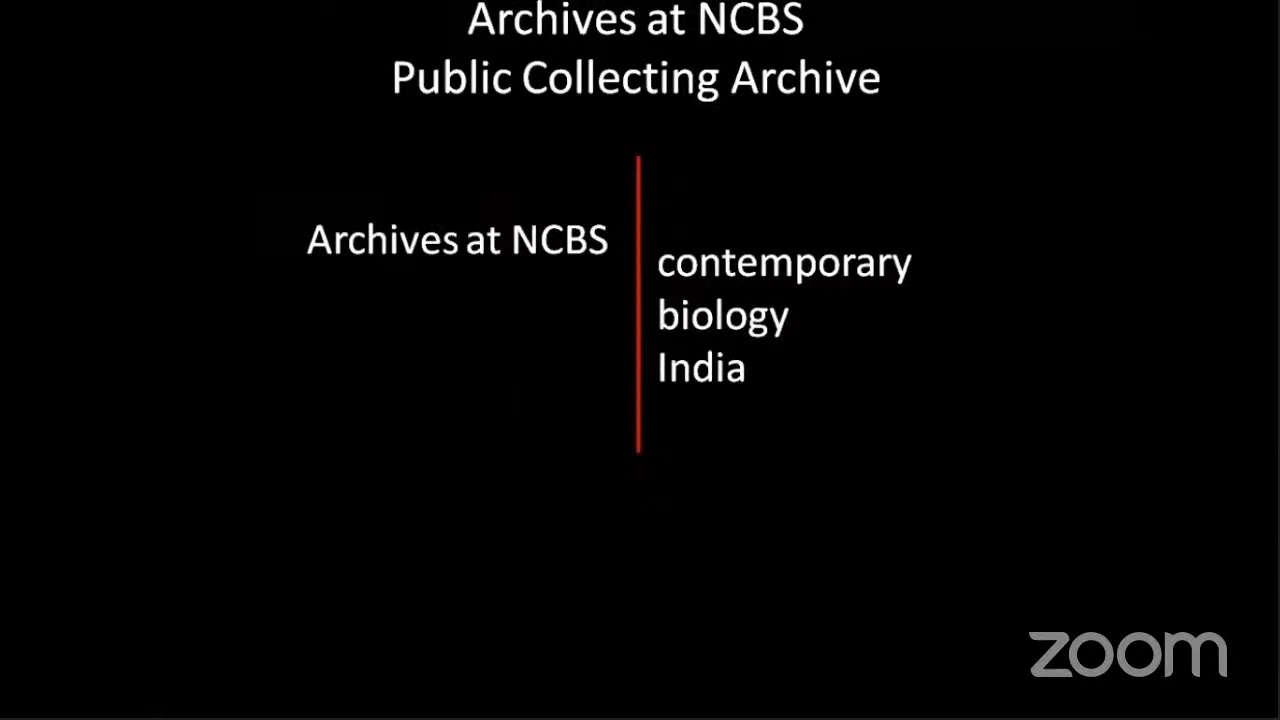 Archives at NCBS
Public Collecting Archive
Archives at NCBS
contemporary
biology
India
zoom